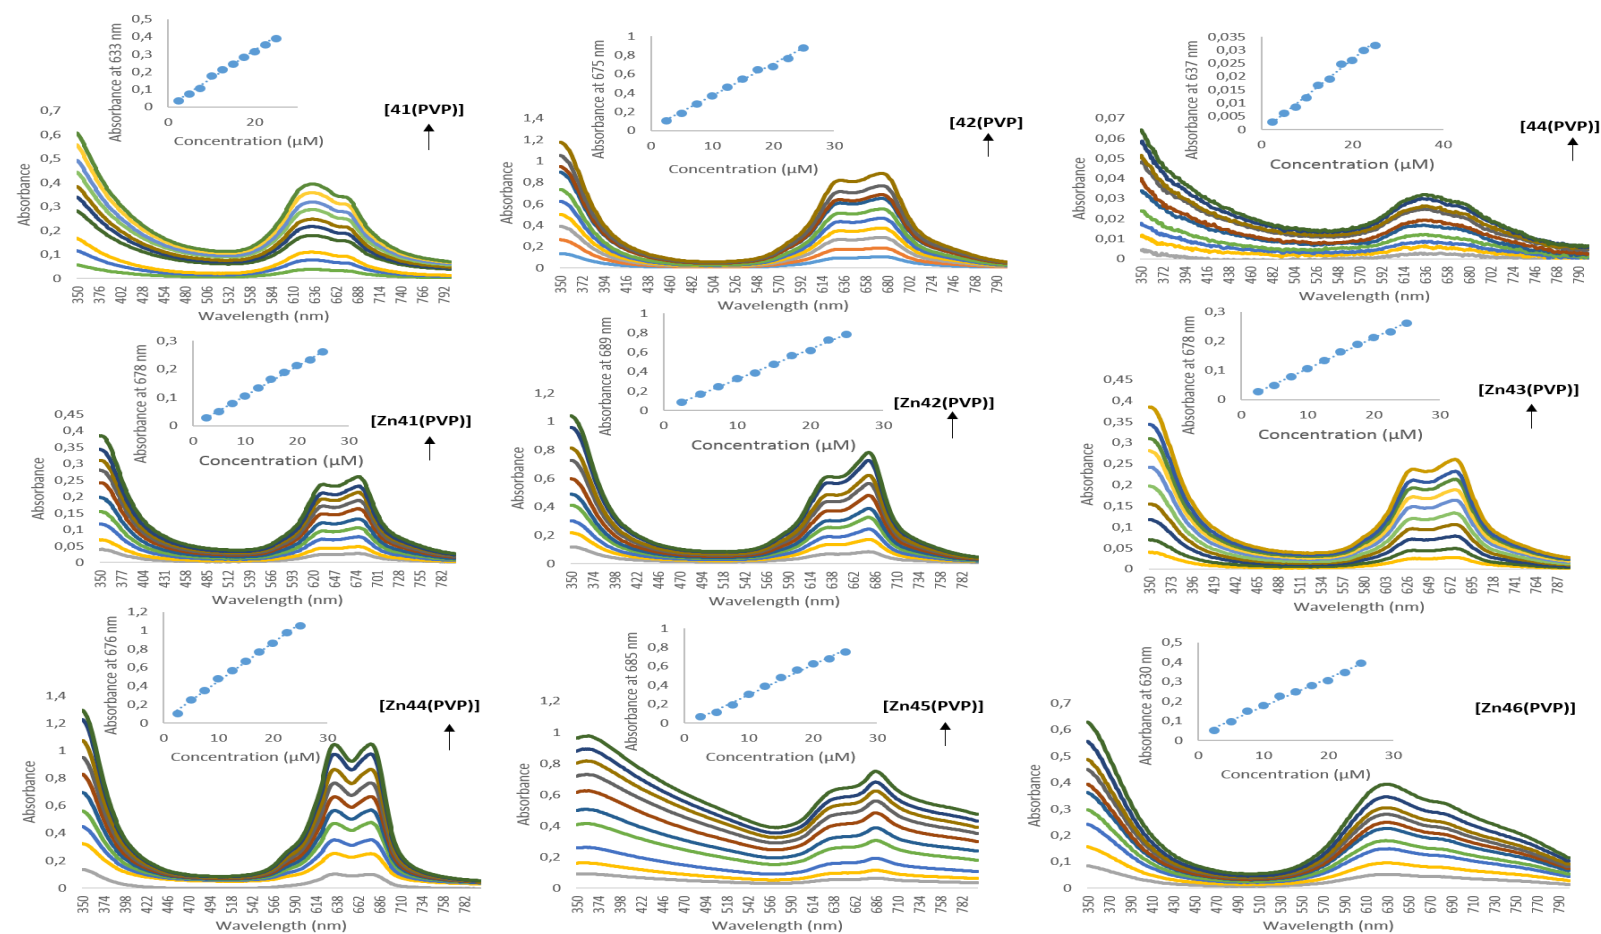 0,5
0,4
0,3
0,2
0,1
0
0 20
Absorbance at 633 nm
Concentration (μM)
[41(PVP)]
0,7
0,6
0,5
0,4
0,3
0,2
0,1
0
Absorbance
350 376 402 428 454 480 506 532 558 584 610 636 662 688 714 740 766 792
Wavelength (nm)
1
0,8
0,6
0,4
0,2
0
0 10 20 30
Absorbance at 675 nm
Concentration (μM)
[42(PVP]
1,4
1,2
1
0,8
0,6
0,4
0,2
0
Absorbance
350 372 394 416 438 460 482 504 526 548 570 592 614 636 658 680 702 724 746 768 790
Wavelength (nm)
0,035
0,03
0,025
0,02
0,015
0,01
0,005
0
0 20 40
Absorbance at 637 nm
Concentration (μM)
[44(PVP)]
0,07
0,06
0,05
0,04
0,03
0,02
0,01
0
Absorbance
350 372 394 416 438 460 482 504 526 548 570 592 614 636 658 680 702 724 746 768 790
Wavelength (nm)
0,3
0,2
0,1
0
0 10 20 30
Absorbance at 678 nm
Concentration (μM)
[Zn41(PVP)]
0,45
0,4
0,35
0,3
0,25
0,2
0,15
0,1
0,05
0
Absorbance
350 377 404 431 458 485 512 539 566 593 620 647 674 701 728 755 782
Wavelength (nm)
1
0,8
0,6
0,4
0,2
0
0 10 20 30
Absorbance at 689 nm
Concentration (μM)
[Zn42(PVP)]
1,2
1
0,8
0,6
0,4
0,2
0
Absorbance
350 374 398 422 446 470 494 518 542 566 590 614 638 662 686 710 734 758 782
Wavelength (nm)
0,3
0,2
0,1
0
0 10 20 30
Absorbance at 678 nm
Concentration (μM)
[Zn43(PVP)]
0,45
0,4
0,35
0,3
0,25
0,2
0,15
0,1
0,05
0
Absorbance
350 373 396 419 442 465 488 511 534 557 580 603 626 649 672 695 718 741 764 787
Wavelength (nm)
1,2
1
0,8
0,6
0,4
0,2
0
0 10 20 30
Absorbance at 676 nm
Concentration (μM)
[Zn44(PVP)]
1,4
1,2
1
0,8
0,6
0,4
0,2
0
Absorbance
350 374 398 422 446 470 494 518 542 566 590 614 638 662 686 710 734 758 782
Wavelength (nm)
1
0,8
0,6
0,4
0,2
0
0 10 20 30
Absorbance at 685 nm
Concentration (μM)
[Zn45(PVP)]
1,2
1
0,8
0,6
0,4
0,2
0
Absorbance
350 374 398 422 446 470 494 518 542 566 590 614 638 662 686 710 734 758 782
Wavelength (nm)
0,5
0,4
0,3
0,2
0,1
0
0 10 20 30
Absorbance at 630 nm
Concentration (μM)
[Zn46(PVP)]
0,7
0,6
0,5
0,4
0,3
0,2
0,1
0
Absorbance
350 370 390 410 430 450 470 490 510 530 550 570 590 610 630 650 670 690 710 730 750 770 790
Wavelength (nm)